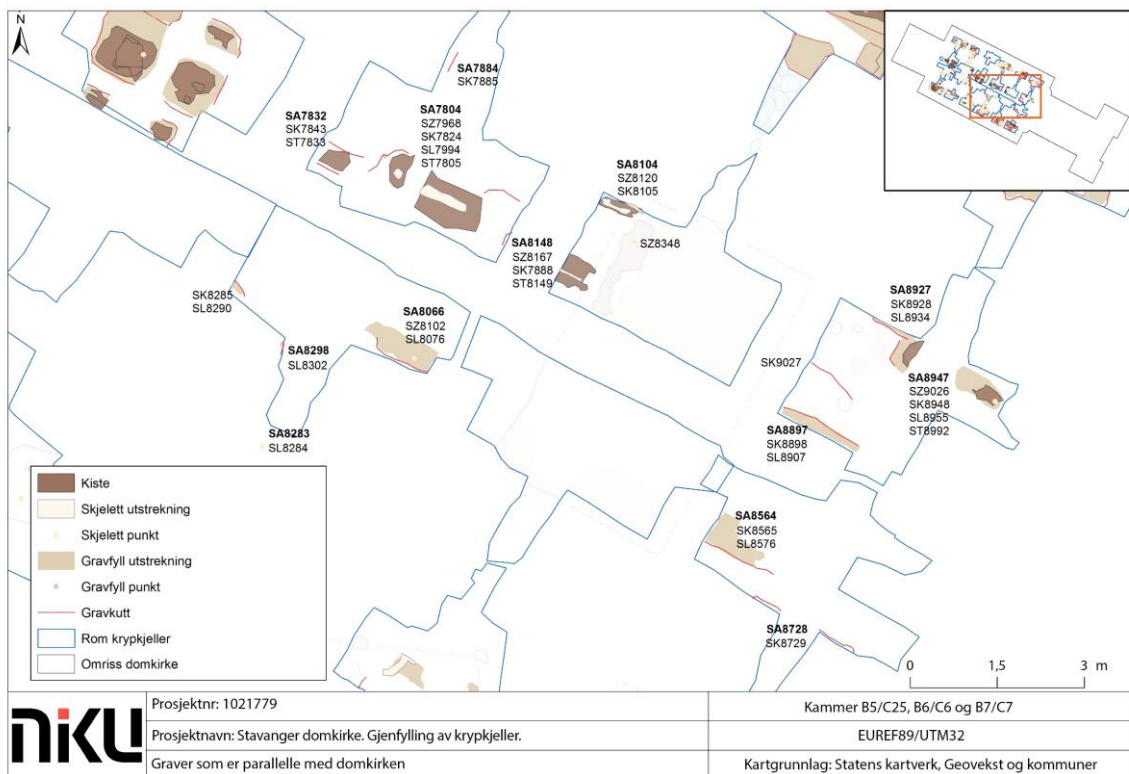 N
SA7884
SK7885
SA7832
SK7843
ST7833
SA7804
SZ7968
SK7824
SL7994
ST7805
SA8104
SZ8120
SK8105
SZ8348
SA8148
SZ8167
SK7888
ST8149
SK8285
SL8290
SA8066
SZ8102
SL8076
SA8298
SL8302
SA8283
SL8284
SA8927
SK8928
SL8934
SK9027
SA8947
SZ9026
SK8948
SL8955
ST8992
SA8897
SK8898
SL8907
SA8564
SK8565
SL8576
SA8728
SK8729
Kiste
Skjelett utstrekning
Skjelett punkt
Gravfyll utstrekning
Gravfyll punkt
Gravkutt
Rom krypkjeller
Omriss domkirke
0 1,5 3 m
NIKU
Prosjektnr: 1021779
Kammer B5/C25, B6/C6 og B7/C7
Prosjektnavn: Stavanger domkirke. Gjenfylling av krypkjeller.
EUREF89/UTM32
Graver som er parallelle med domkirken
Kartgrunnlag: Statens kartverk, Geovekst og kommuner